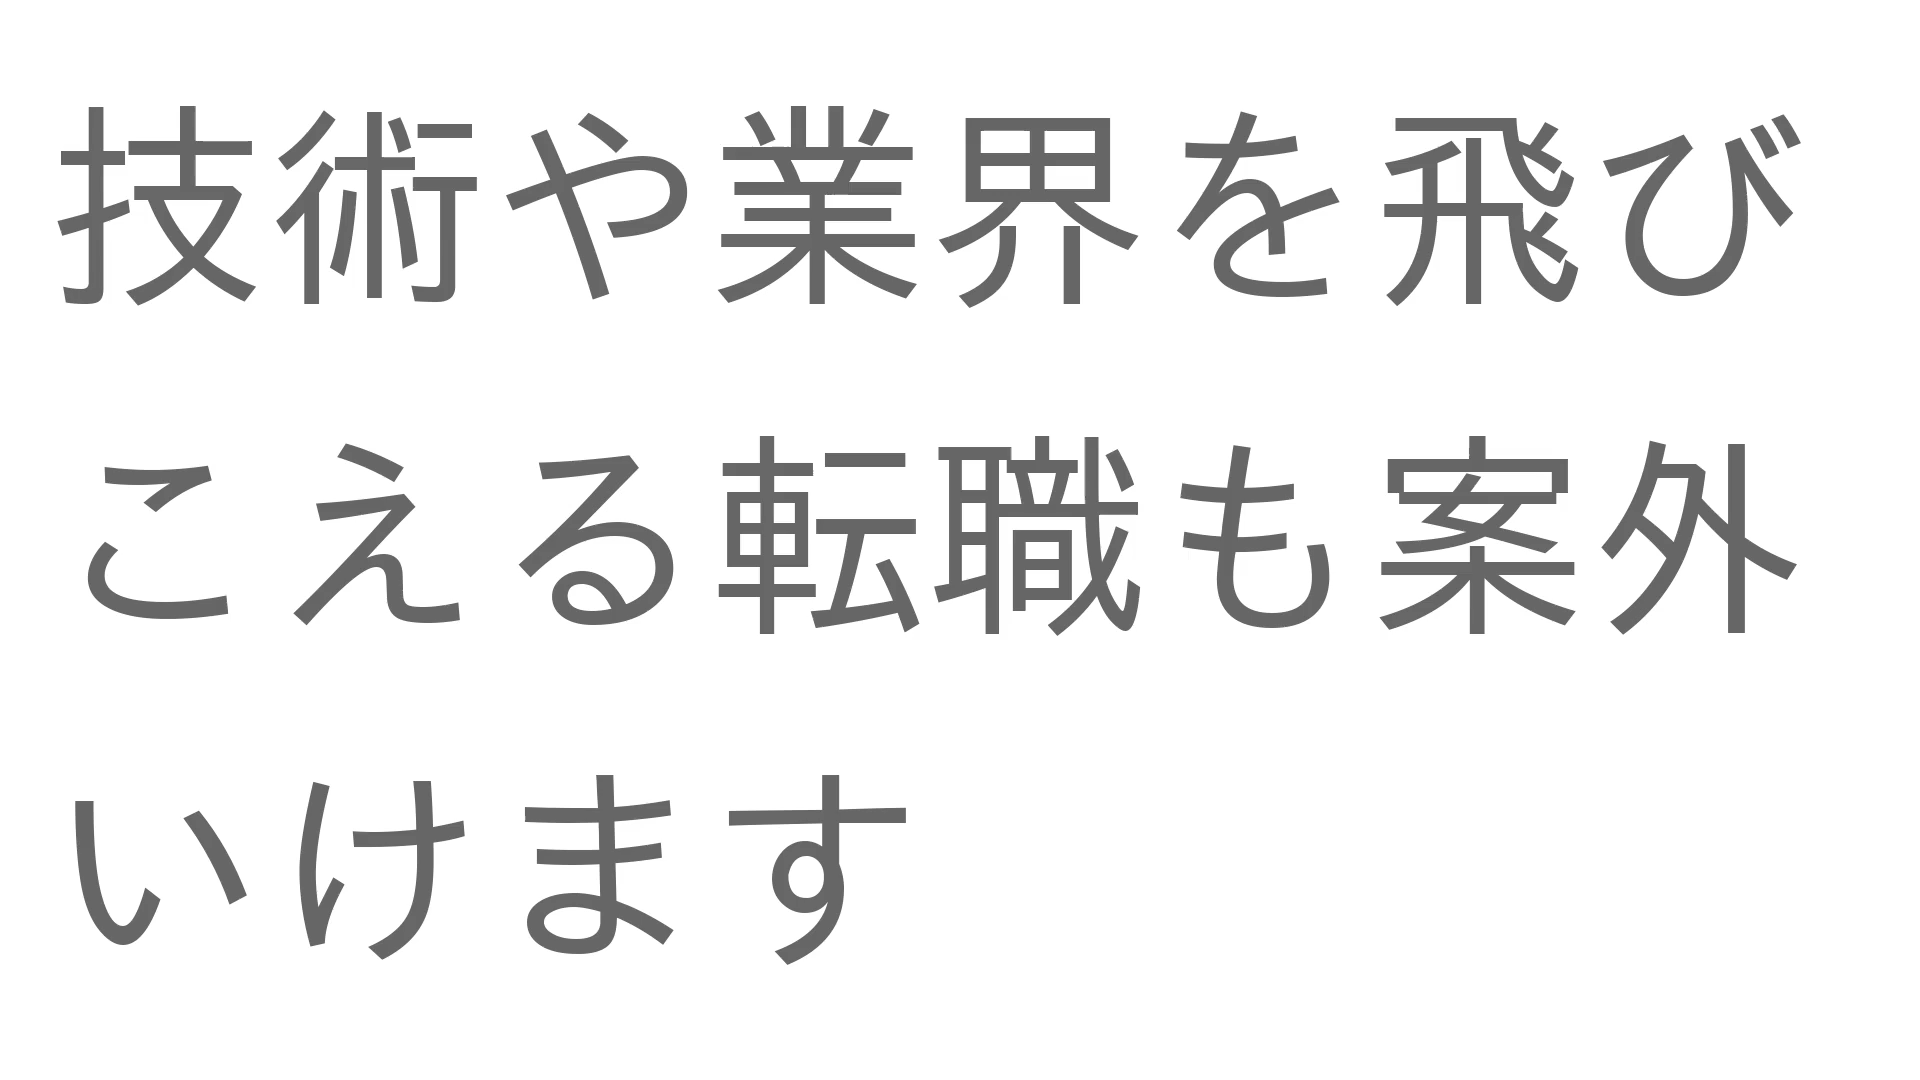 技術や業界を飛び
こえる転職も案外
いけます